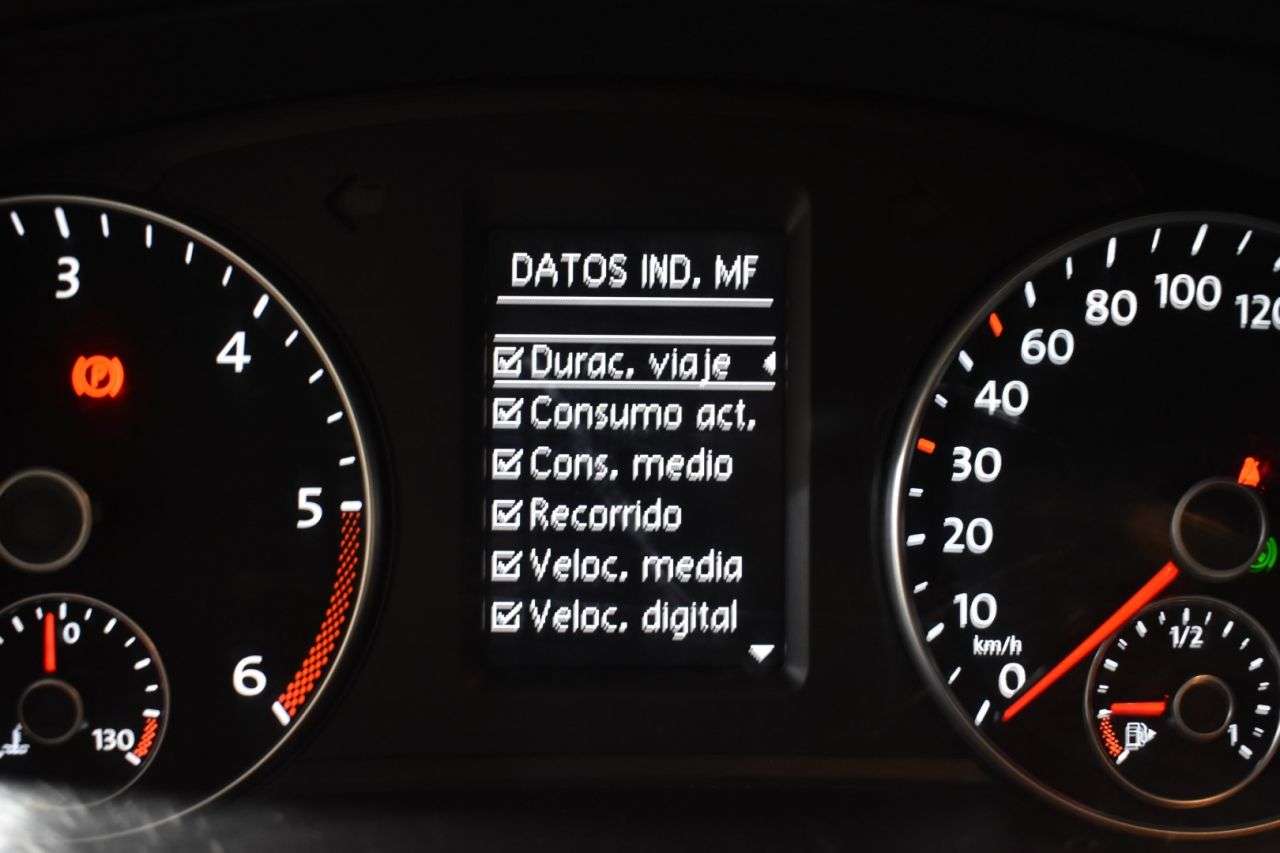 DATOS IND. MF
Durac. viaje
Consumo act.
Cons. medio
Recorrido
Veloc. media
Veloc. digital
3
4
5
6
P
0
130
0
10
20
30
40
60
80
100
120
km/h
1/2
1